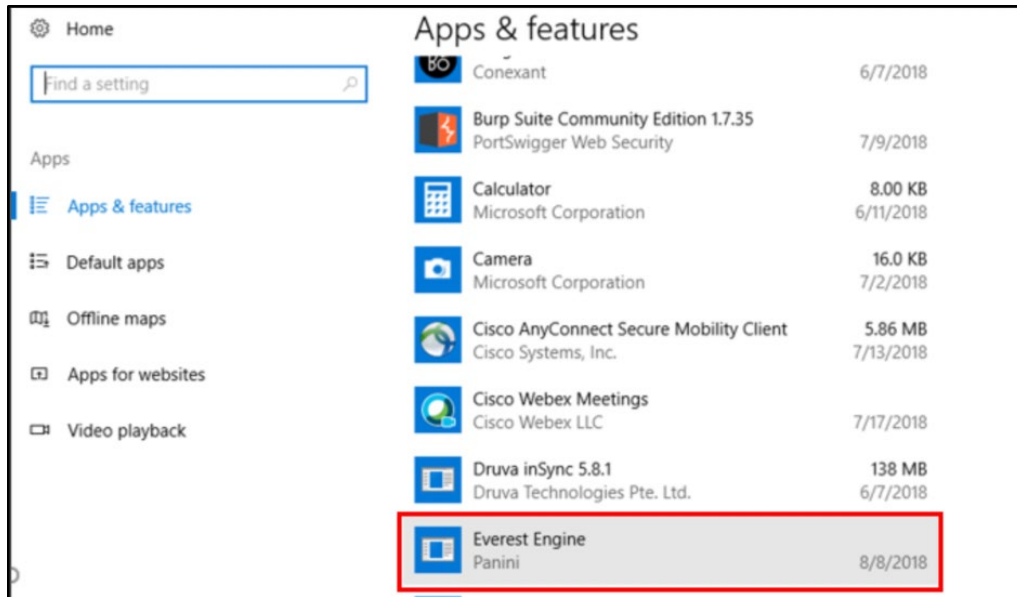 Home
Find a setting
Apps
Apps & features
Default apps
Offline maps
Apps for websites
Video playback
Apps & features
Conexant 6/7/2018
Burp Suite Community Edition 1.7.35
PortSwigger Web Security 7/9/2018
Calculator 8.00 KB
Microsoft Corporation 6/11/2018
Camera 16.0 KB
Microsoft Corporation 7/2/2018
Cisco AnyConnect Secure Mobility Client 5.86 MB
Cisco Systems, Inc. 7/13/2018
Cisco Webex Meetings
Cisco Webex LLC 7/17/2018
Druva inSync 5.8.1 138 MB
Druva Technologies Pte. Ltd. 6/7/2018
Everest Engine
Panini 8/8/2018